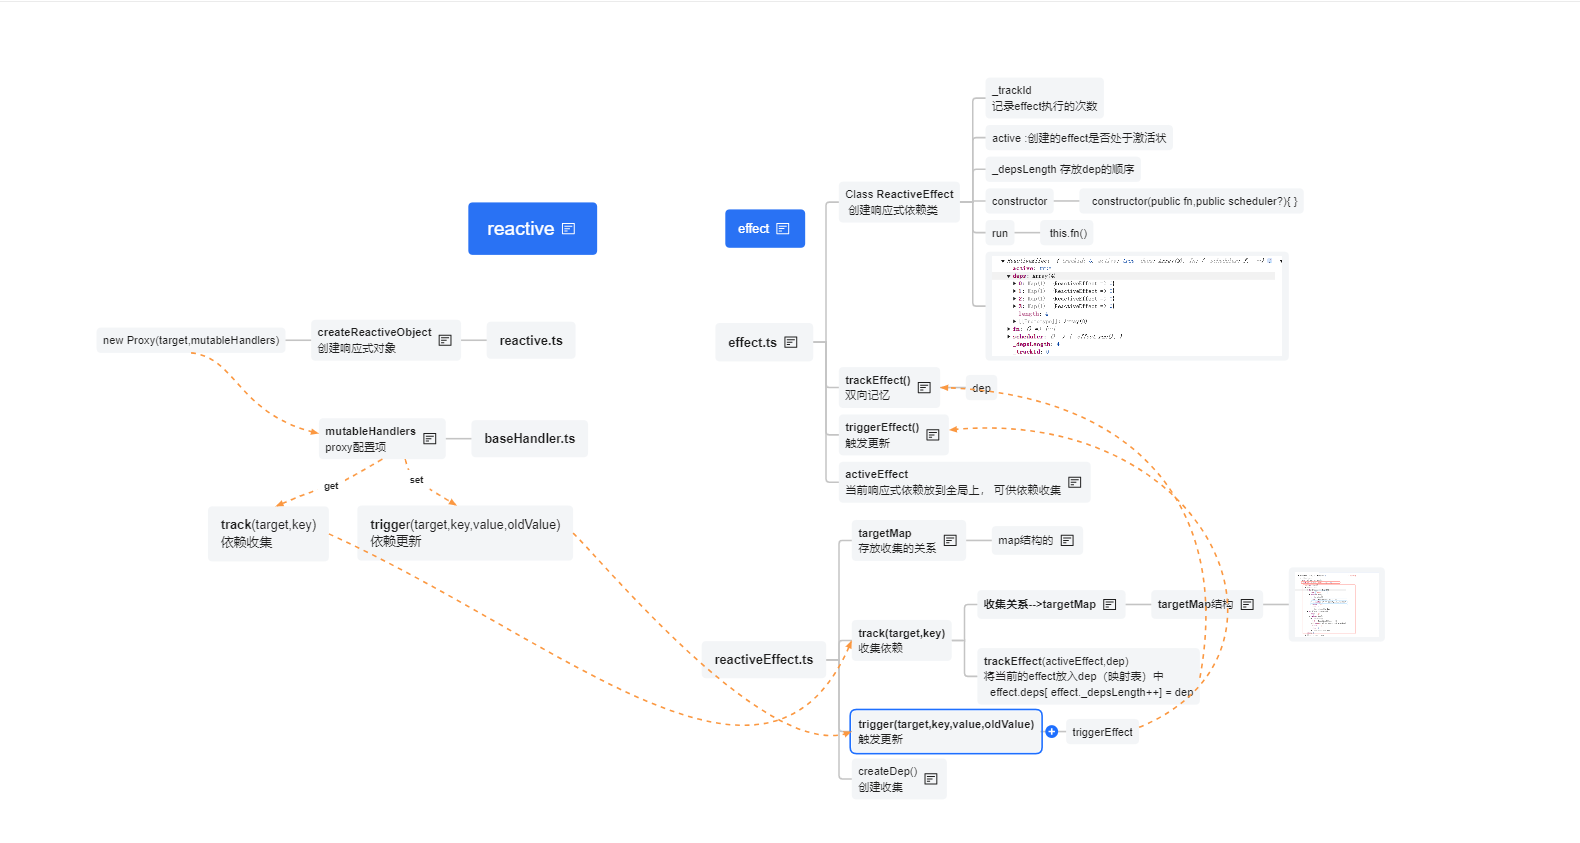 reactive
new Proxy(target,mutableHandlers)
createReactiveObject
创建响应式对象
reactive.ts
mutableHandlers
proxy配置项
baseHandler.ts
get
set
track(target,key)
依赖收集
trigger(target,key,value,oldValue)
依赖更新
effect
effect.ts
Class ReactiveEffect
创建响应式依赖类
_trackId
记录effect执行的次数
active :创建的effect是否处于激活状
_depsLength 存放dep的顺序
constructor
constructor(public fn,public scheduler?){ }
run
this.fn()
active: true
deps: Array(4)
length: 4
_depsLength: 4
_trackId: 0
trackEffect()
双向记忆
dep
triggerEffect()
触发更新
activeEffect
当前响应式依赖放到全局上， 可供依赖收集
reactiveEffect.ts
targetMap
存放收集的关系
map结构的
track(target,key)
收集依赖
收集关系-->targetMap
targetMap结构
trackEffect(activeEffect,dep)
将当前的effect放入dep（映射表）中
effect.deps[ effect._depsLength++] = dep
trigger(target,key,value,oldValue)
触发更新
triggerEffect
createDep()
创建收集